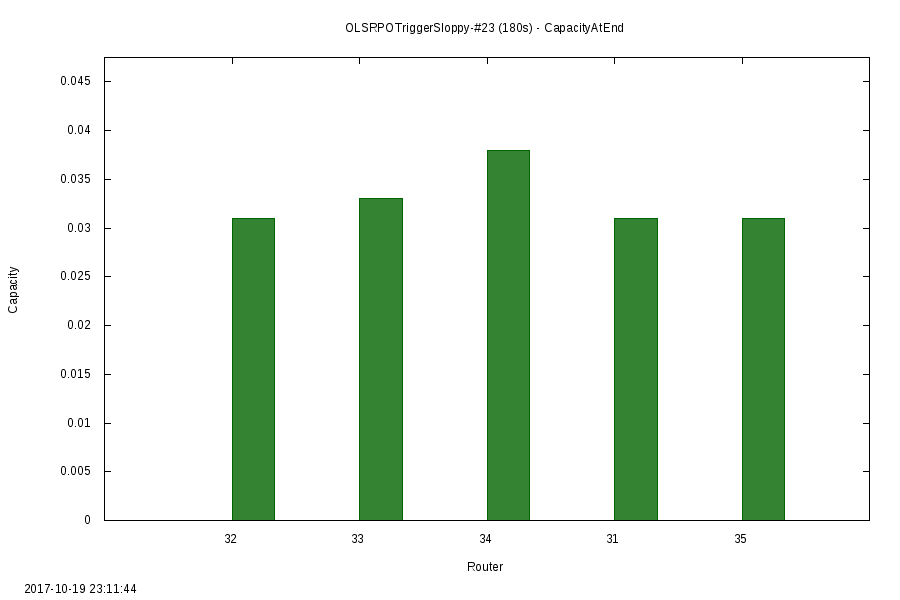 OLSRPOTriggerSloppy-#23 (180s) - CapacityAtEnd
0.045
0.04
0.035
0.03
0.025
0.02
0.015
0.01
0.005
0
Capacity
32 33 34 31 35
Router
2017-10-19 23:11:44